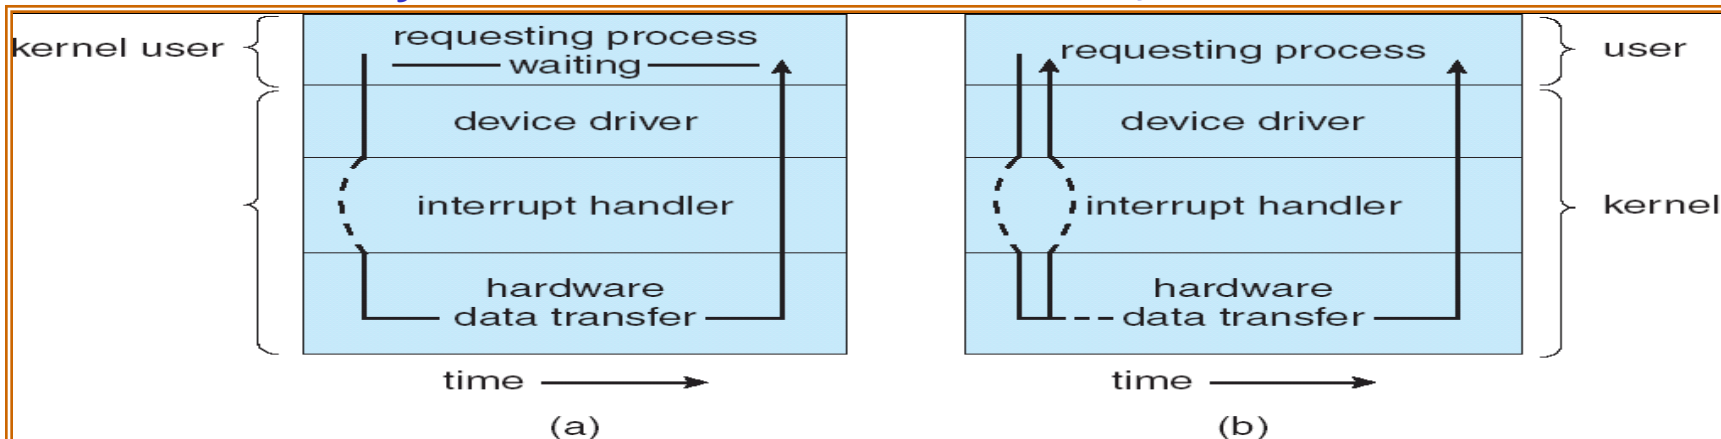 kernel user
requesting process
waiting
device driver
interrupt handler
hardware
data transfer
time
(a)
requesting process
user
device driver
interrupt handler
kernel
hardware
data transfer
time
(b)